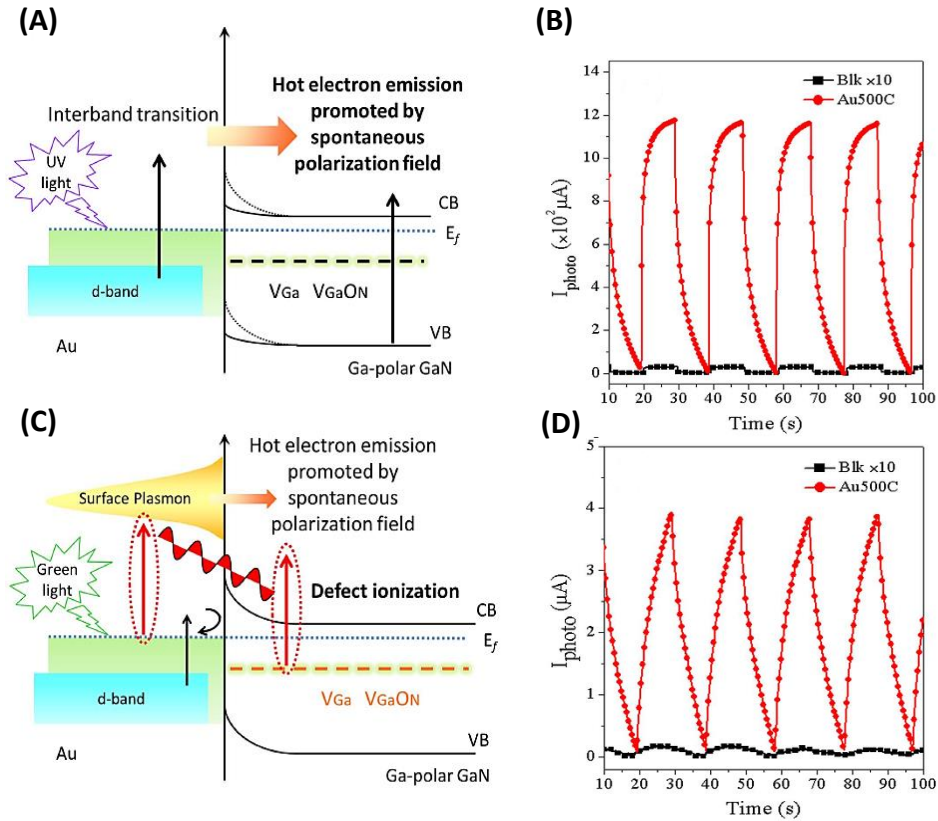 (A)
Interband transition
Hot electron emission
promoted by
spontaneous
polarization field
UV
light
CB
Ef
d-band
VGa VGaON
VB
Au
Ga-polar GaN
(B)
14
12
10
8
6
4
2
0
Iphoto (×10² μA)
Blk ×10
Au500C
10 20 30 40 50 60 70 80 90 100
Time (s)
(C)
Surface Plasmon
Hot electron emission
promoted by
spontaneous
polarization field
Green
light
Defect ionization
CB
Ef
d-band
VGa VGaON
VB
Au
Ga-polar GaN
(D)
5
4
3
2
1
0
Iphoto (μA)
Blk ×10
Au500C
10 20 30 40 50 60 70 80 90 100
Time (s)